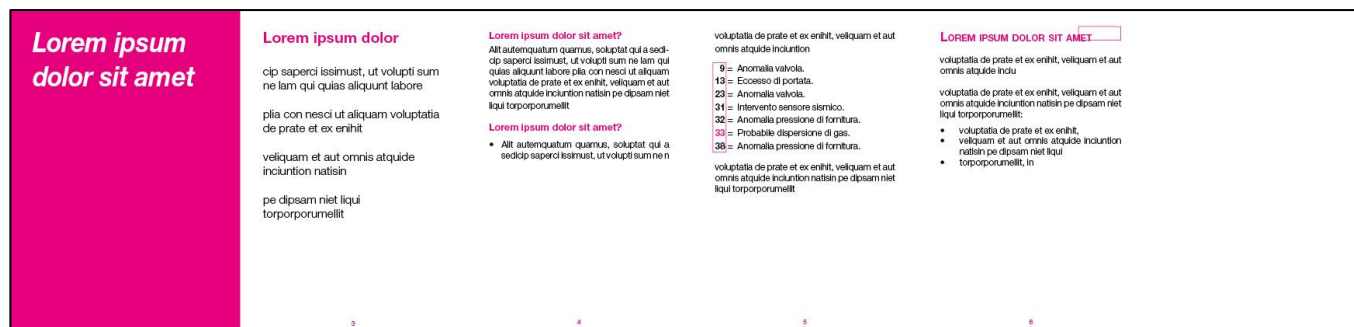 Lorem ipsum
dolor sit amet
Lorem ipsum dolor
cip saperci issimust, ut volupti sum
ne lam qui quias aliquunt labore
plia con nesci ut aliquam voluptatia
de prate et ex enihit
veliquam et aut omnis atquide
inciuntion natisin
pe dipsam niet liqui
torporporumellit
3
Lorem ipsum dolor sit amet?
Alit autemquatum quamus, soluptat qui a sedi-
cip saperci issimust, ut volupti sum ne lam qui
quias aliquunt labore plia con nesci ut aliquam
voluptatia de prate et ex enihit, veliquam et aut
omnis atquide inciuntion natisin pe dipsam niet
liqui torporporumellit
Lorem ipsum dolor sit amet?
• Alit autemquatum quamus, soluptat qui a
sedicip saperci issimust, ut volupti sum ne n
4
voluptatia de prate et ex enihit, veliquam et aut
omnis atquide inciuntion
9 = Anomalia valvola.
13 = Eccesso di portata.
23 = Anomalia valvola.
31 = Intervento sensore sismico.
32 = Anomalia pressione di fornitura.
33 = Probabile dispersione di gas.
38 = Anomalia pressione di fornitura.
voluptatia de prate et ex enihit, veliquam et aut
omnis atquide inciuntion natisin pe dipsam niet
liqui torporporumellit
5
LOREM IPSUM DOLOR SIT AMET
voluptatia de prate et ex enihit, veliquam et aut
omnis atquide inciu
voluptatia de prate et ex enihit, veliquam et aut
omnis atquide inciuntion natisin pe dipsam niet
liqui torporporumellit:
• voluptatia de prate et ex enihit,
• veliquam et aut omnis atquide inciuntion
natisin pe dipsam niet liqui
• torporporumellit, in
6